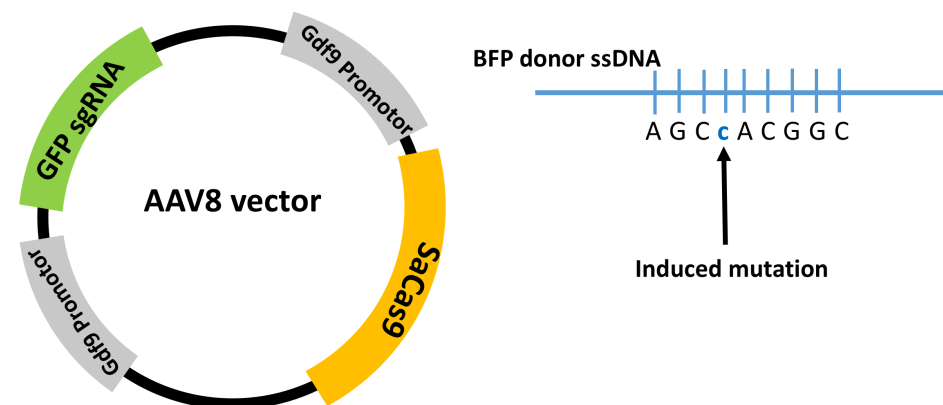 GFP sgRNA
Gdf9 Promotor
AAV8 vector
SaCas9
Gdf9 Promotor
BFP donor ssDNA
A G C c A C G G C
Induced mutation